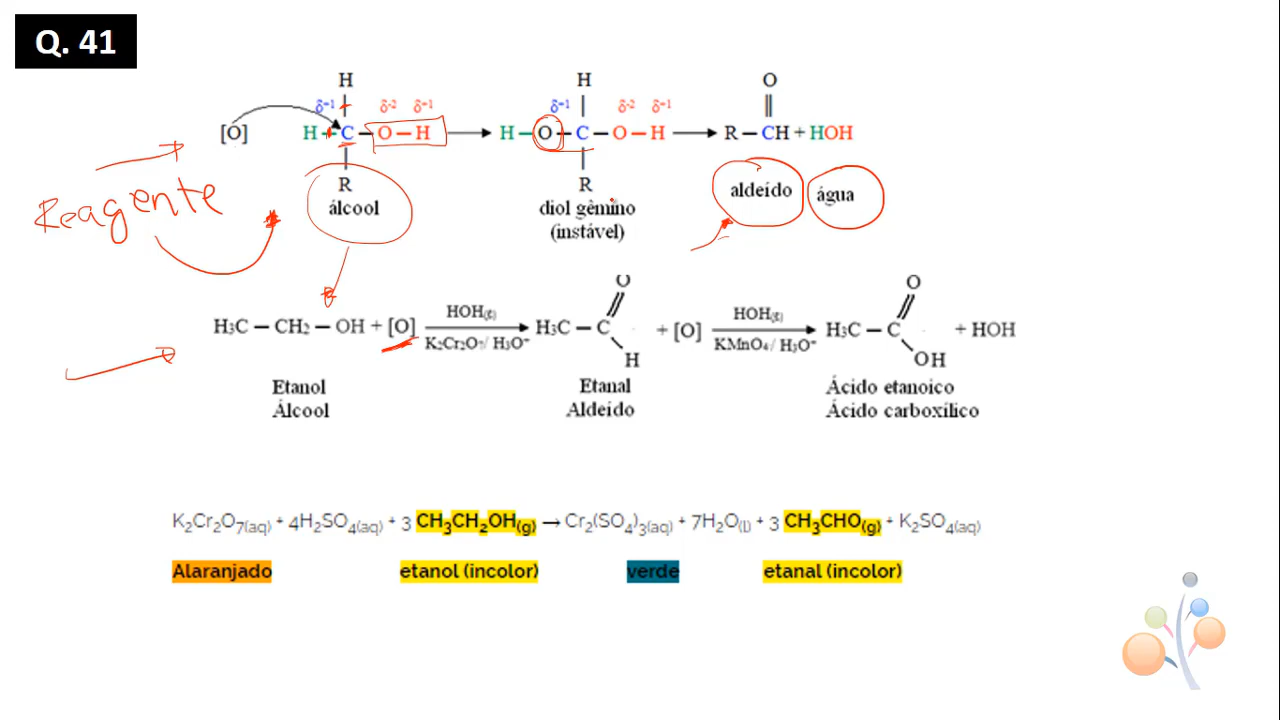 Q. 41
H
δ+1 δ-2 δ+1
[O] H C O — H
R
álcool
H
δ+1 δ-2 δ+1
H — O — C — O — H
R
diol gêmino
(instável)
O
R — CH + HOH
aldeído
água
Reagente
H3C — CH2 — OH + [O]
HOH(ℓ)
K2Cr2O7/ H3O+
O
H3C — C
H
+ [O]
HOH(ℓ)
KMnO4/ H3O+
O
H3C — C
OH
+ HOH
Etanol
Álcool
Etanal
Aldeído
Ácido etanoico
Ácido carboxílico
K2Cr2O7(aq) + 4H2SO4(aq) + 3 CH3CH2OH(g) → Cr2(SO4)3(aq) + 7H2O(l) + 3 CH3CHO(g) + K2SO4(aq)
Alaranjado etanol (incolor) verde etanal (incolor)